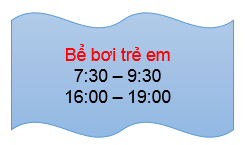 Bể bơi trẻ em
7:30 – 9:30
16:00 – 19:00